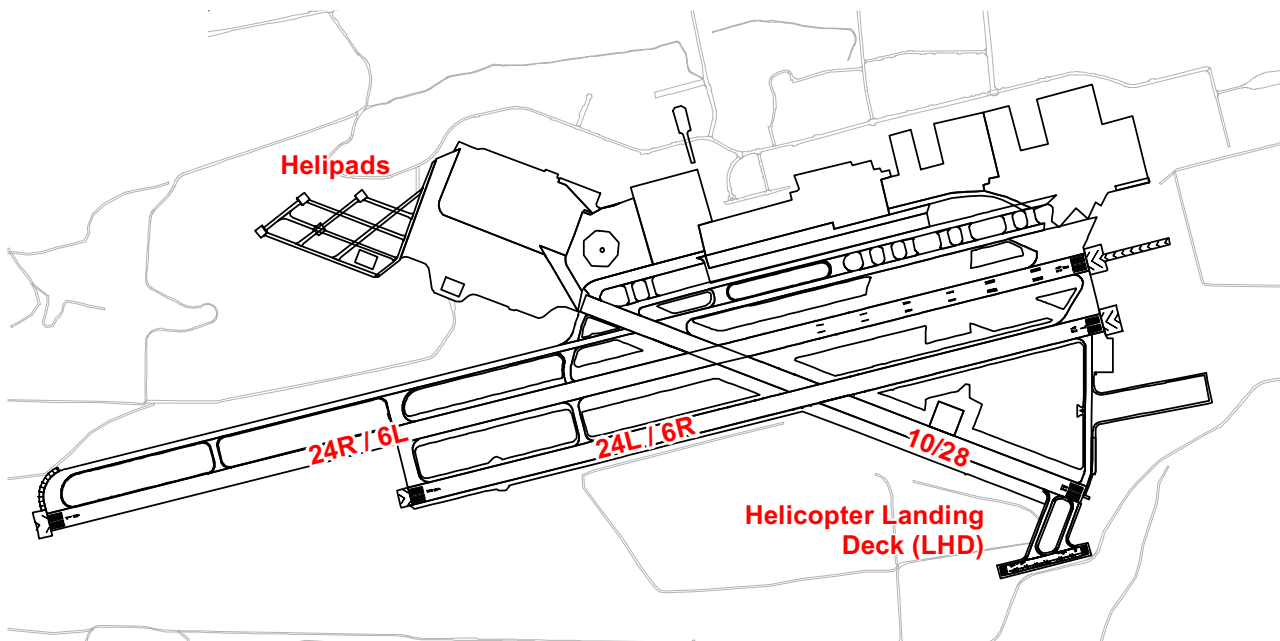 Helipads
24R / 6L
24L / 6R
10/28
Helicopter Landing
Deck (LHD)